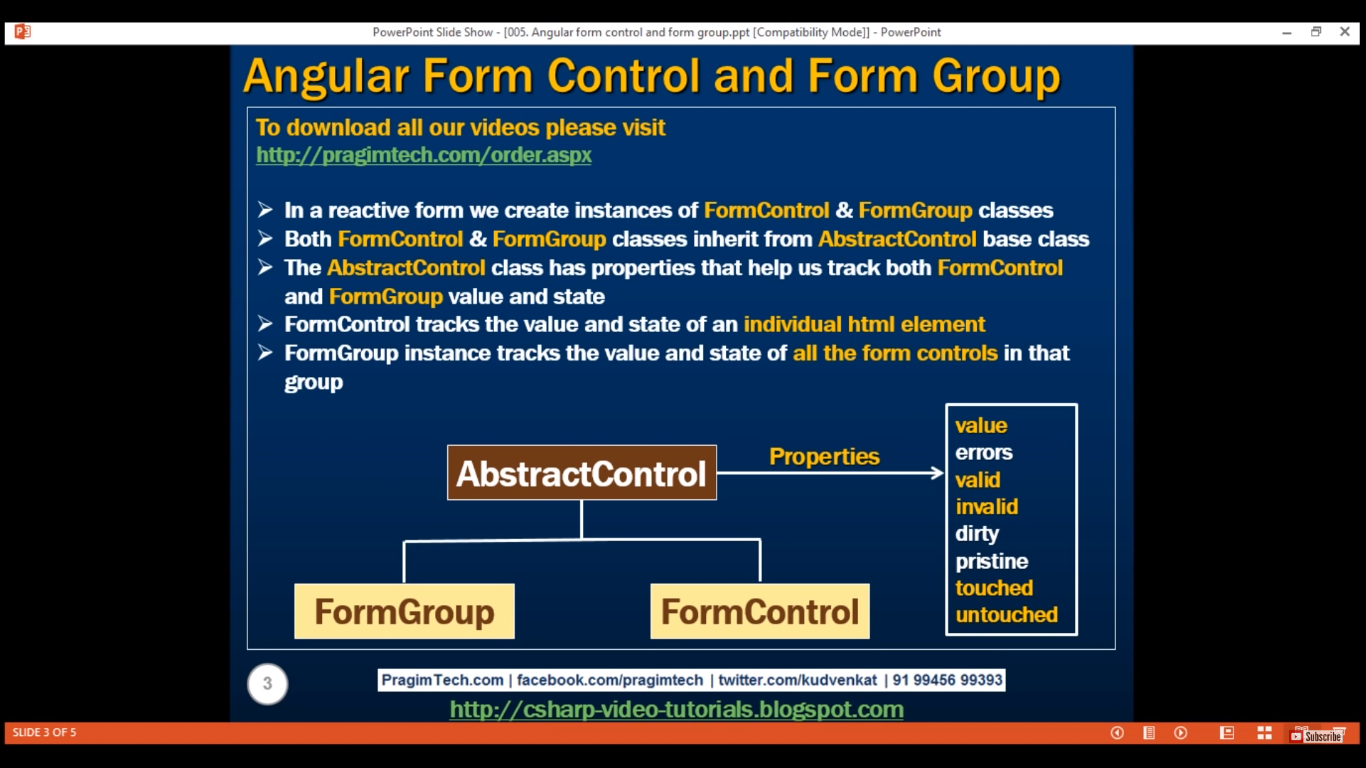 PowerPoint Slide Show - [005. Angular form control and form group.ppt [Compatibility Mode]] - PowerPoint
Angular Form Control and Form Group
To download all our videos please visit
http://pragimtech.com/order.aspx
In a reactive form we create instances of FormControl & FormGroup classes
Both FormControl & FormGroup classes inherit from AbstractControl base class
The AbstractControl class has properties that help us track both FormControl
and FormGroup value and state
FormControl tracks the value and state of an individual html element
FormGroup instance tracks the value and state of all the form controls in that
group
AbstractControl
Properties
value
errors
valid
invalid
dirty
pristine
touched
untouched
FormGroup
FormControl
3
PragimTech.com | facebook.com/pragimtech | twitter.com/kudvenkat | 91 99456 99393
http://csharp-video-tutorials.blogspot.com
SLIDE 3 OF 5
Subscribe